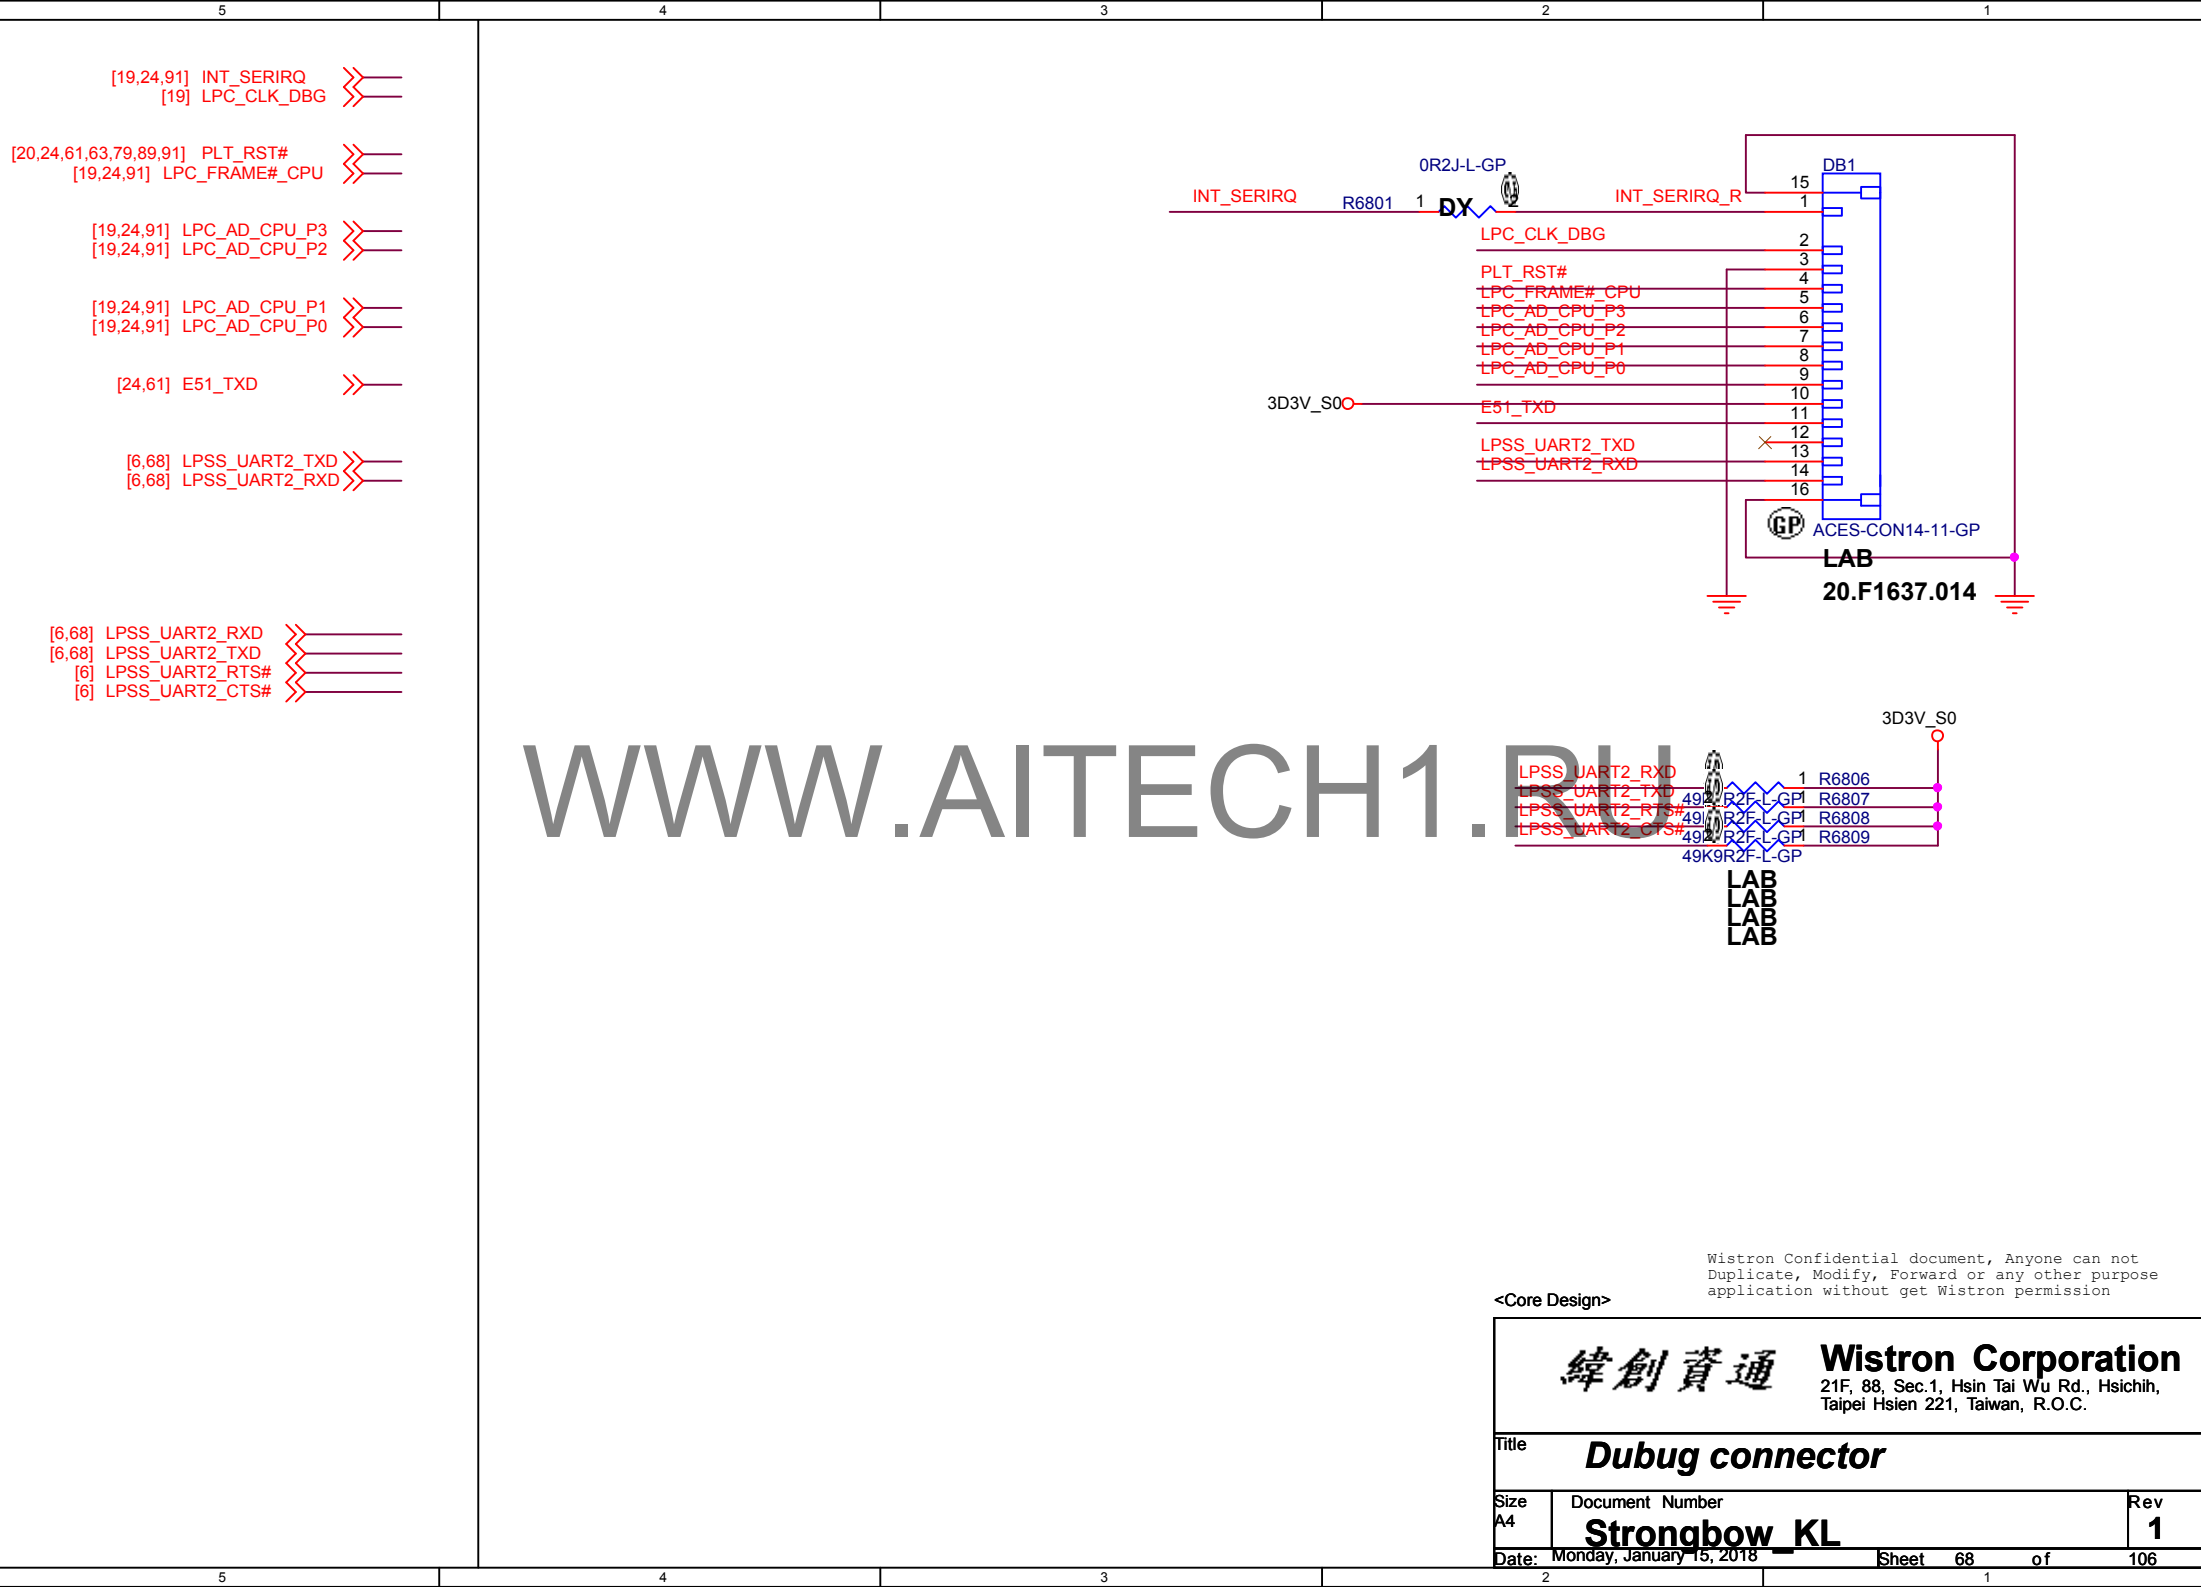 5 4 3 2 1
[19,24,91] INT_SERIRQ
[19] LPC_CLK_DBG
[20,24,61,63,79,89,91] PLT_RST#
[19,24,91] LPC_FRAME#_CPU
[19,24,91] LPC_AD_CPU_P3
[19,24,91] LPC_AD_CPU_P2
[19,24,91] LPC_AD_CPU_P1
[19,24,91] LPC_AD_CPU_P0
[24,61] E51_TXD
[6,68] LPSS_UART2_TXD
[6,68] LPSS_UART2_RXD
[6,68] LPSS_UART2_RXD
[6,68] LPSS_UART2_TXD
[6] LPSS_UART2_RTS#
[6] LPSS_UART2_CTS#
0R2J-L-GP
DB1
INT_SERIRQ R6801 1 DY 2 INT_SERIRQ_R
15
1
LPC_CLK_DBG 2
3
PLT_RST# 4
LPC_FRAME#_CPU 5
LPC_AD_CPU_P3 6
LPC_AD_CPU_P2 7
LPC_AD_CPU_P1 8
LPC_AD_CPU_P0 9
3D3V_S0 10
E51_TXD 11
12
LPSS_UART2_TXD 13
LPSS_UART2_RXD 14
16
GP ACES-CON14-11-GP
LAB
20.F1637.014
3D3V_S0
LPSS_UART2_RXD 1 R6806
LPSS_UART2_TXD 1 R6807
LPSS_UART2_RTS# 1 R6808
LPSS_UART2_CTS# 1 R6809
49K9R2F-L-GP
LAB
LAB
LAB
LAB
WWW.AITECH1.RU
Wistron Confidential document, Anyone can not
Duplicate, Modify, Forward or any other purpose
application without get Wistron permission
<Core Design>
緯創資通
Wistron Corporation
21F, 88, Sec.1, Hsin Tai Wu Rd., Hsichih,
Taipei Hsien 221, Taiwan, R.O.C.
Title
Dubug connector
Size
A4
Document Number
Strongbow_KL
Rev
1
Date: Monday, January 15, 2018 Sheet 68 of 106
5 4 3 2 1